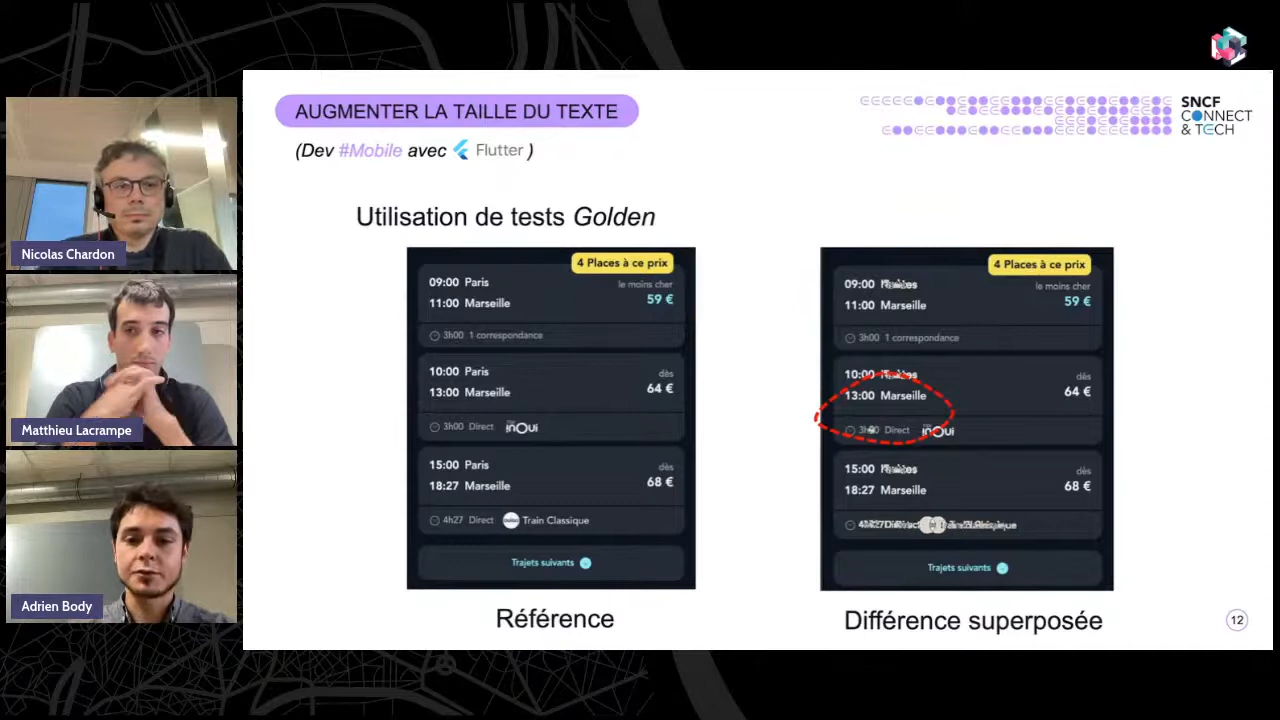 AUGMENTER LA TAILLE DU TEXTE
(Dev #Mobile avec Flutter )
SNCF
CONNECT
& TECH
Utilisation de tests Golden
Nicolas Chardon
Matthieu Lacrampe
Adrien Body
4 Places à ce prix
09:00 Paris
le moins cher
11:00 Marseille
59 €
3h00 1 correspondance
10:00 Paris
dès
13:00 Marseille
64 €
3h00 Direct inOui
15:00 Paris
dès
18:27 Marseille
68 €
4h27 Direct OUIGO Train Classique
Trajets suivants
Référence
4 Places à ce prix
09:00
le moins cher
11:00 Marseille
59 €
3h00 1 correspondance
10:00
dès
13:00 Marseille
64 €
Direct inOui
15:00
dès
18:27 Marseille
68 €
Trajets suivants
Différence superposée
12